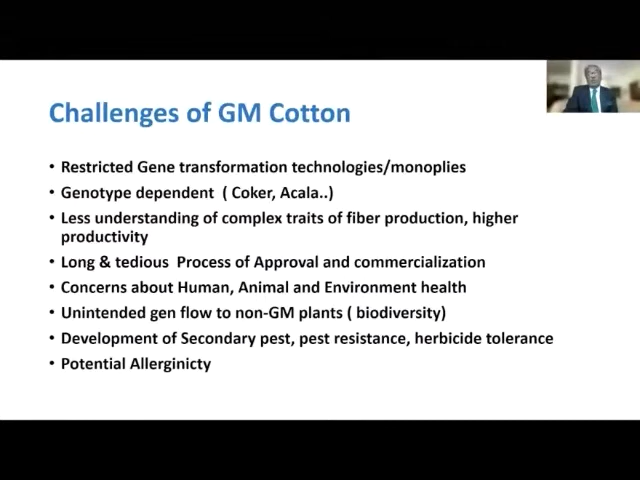 Challenges of GM Cotton
• Restricted Gene transformation technologies/monoplies
• Genotype dependent ( Coker, Acala..)
• Less understanding of complex traits of fiber production, higher
productivity
• Long & tedious Process of Approval and commercialization
• Concerns about Human, Animal and Environment health
• Unintended gen flow to non-GM plants ( biodiversity)
• Development of Secondary pest, pest resistance, herbicide tolerance
• Potential Allerginicty